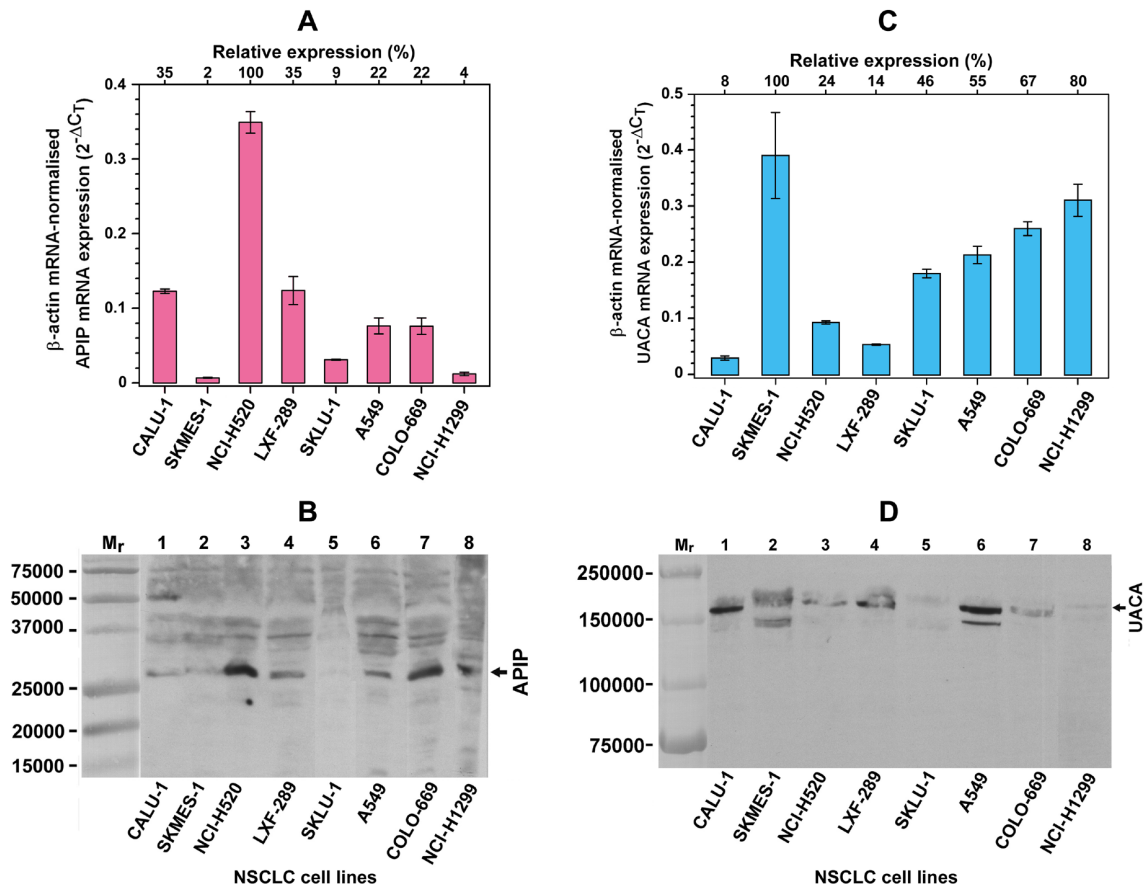 A
Relative expression (%)
35 2 100 35 9 22 22 4
β-actin mRNA-normalised
APIP mRNA expression (2^-ΔCT)
0.4
0.3
0.2
0.1
0
CALU-1
SKMES-1
NCI-H520
LXF-289
SKLU-1
A549
COLO-669
NCI-H1299
C
Relative expression (%)
8 100 24 14 46 55 67 80
β-actin mRNA-normalised
UACA mRNA expression (2^-ΔCT)
0.5
0.4
0.3
0.2
0.1
0
CALU-1
SKMES-1
NCI-H520
LXF-289
SKLU-1
A549
COLO-669
NCI-H1299
B
Mr 1 2 3 4 5 6 7 8
75000
50000
37000
25000
20000
15000
APIP
CALU-1
SKMES-1
NCI-H520
LXF-289
SKLU-1
A549
COLO-669
NCI-H1299
NSCLC cell lines
D
Mr 1 2 3 4 5 6 7 8
250000
150000
100000
75000
UACA
CALU-1
SKMES-1
NCI-H520
LXF-289
SKLU-1
A549
COLO-669
NCI-H1299
NSCLC cell lines